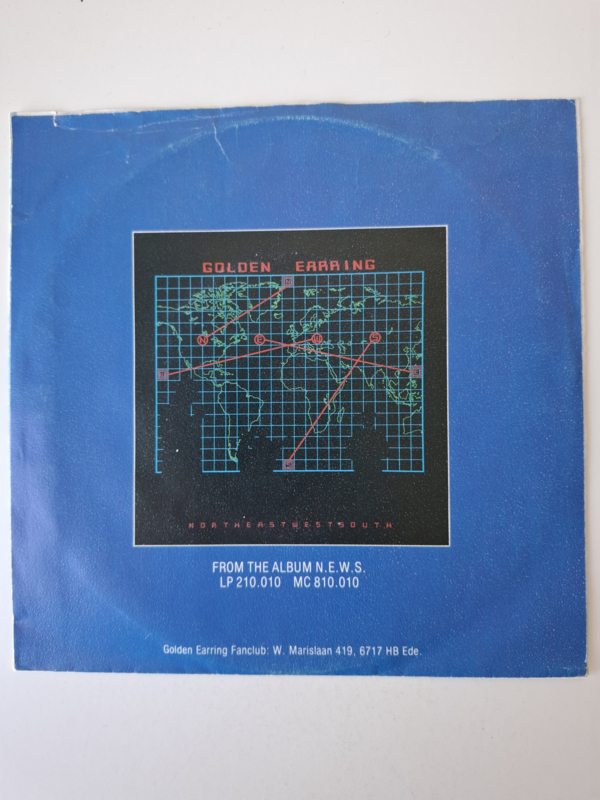 GOLDEN EARRING
N E W S
NORTHEASTWESTSOUTH
FROM THE ALBUM N.E.W.S.
LP 210.010 MC 810.010
Golden Earring Fanclub: W. Marislaan 419, 6717 HB Ede.